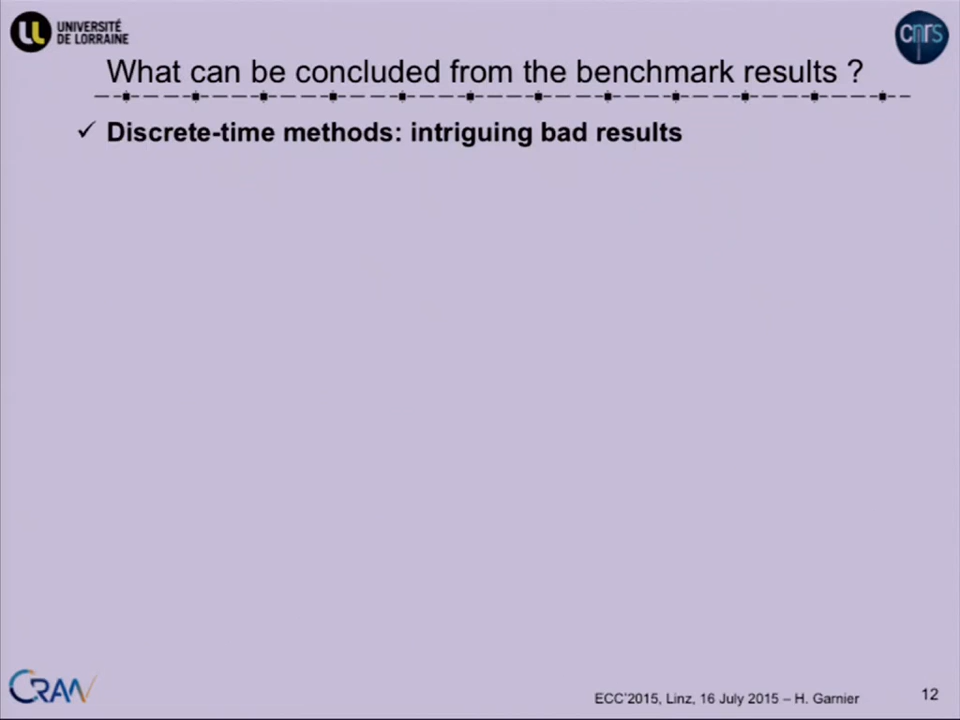 UNIVERSITÉ
DE LORRAINE
cnrs
What can be concluded from the benchmark results ?
✓ Discrete-time methods: intriguing bad results
CRAN
ECC'2015, Linz, 16 July 2015 – H. Garnier
12